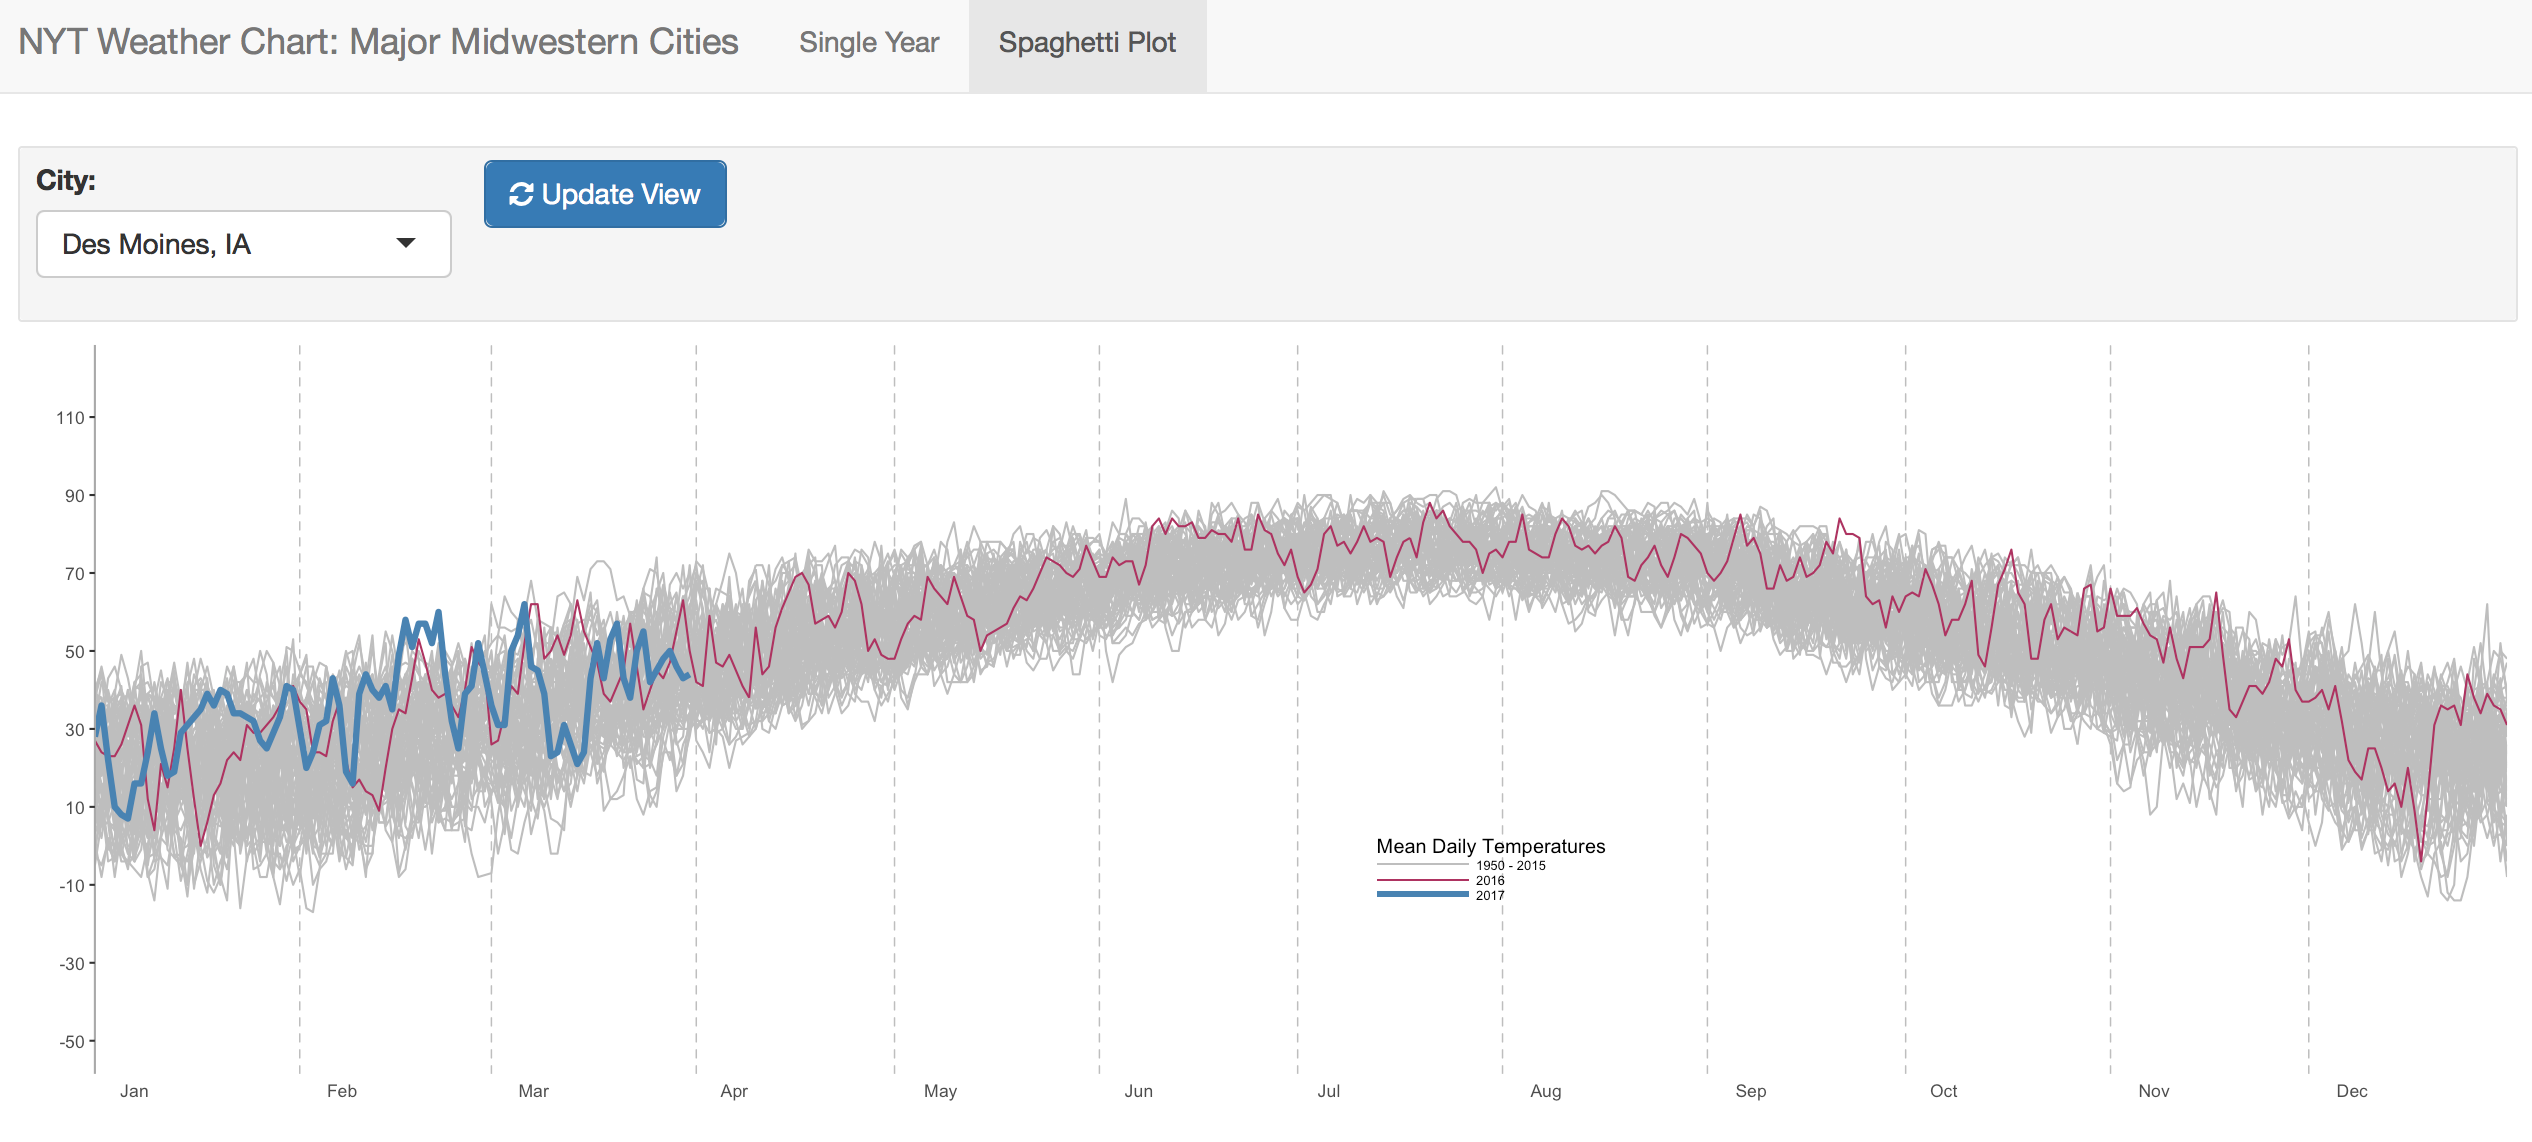 NYT Weather Chart: Major Midwestern Cities Single Year Spaghetti Plot
City:
Update View
Des Moines, IA
110
90
70
50
30
10
-10
-30
-50
Mean Daily Temperatures
1950 - 2015
2016
2017
Jan Feb Mar Apr May Jun Jul Aug Sep Oct Nov Dec